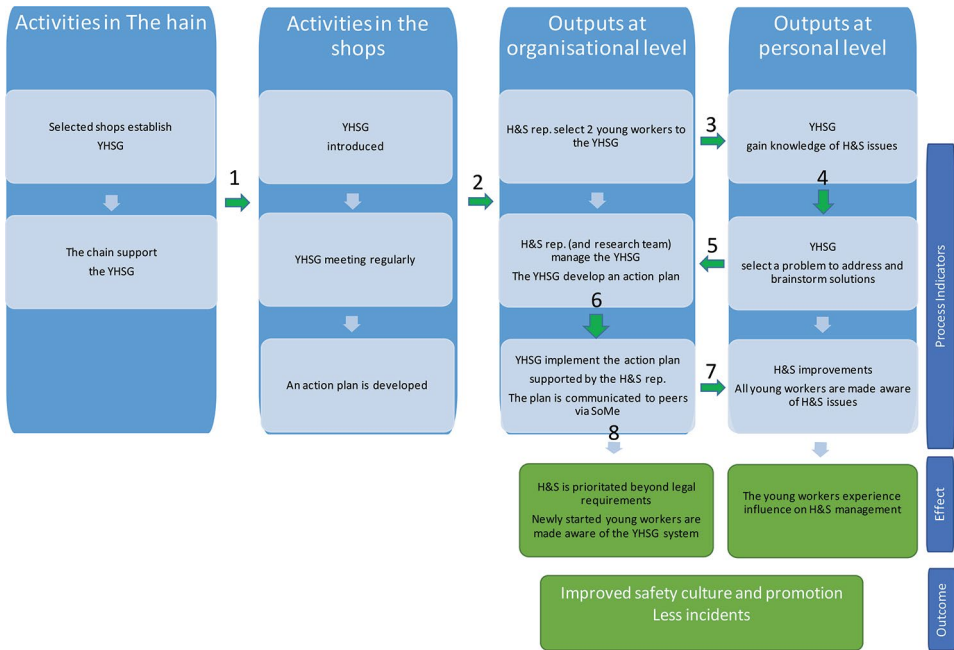 Activities in The hain
Selected shops establish
YHSG
The chain support
the YHSG
1
Activities in the
shops
YHSG
introduced
YHSG meeting regularly
An action plan is developed
2
Outputs at
organisational level
H&S rep. select 2 young workers to
the YHSG
H&S rep. (and research team)
manage the YHSG
The YHSG develop an action plan
6
YHSG implement the action plan
supported by the H&S rep.
The plan is communicated to peers
via SoMe
8
3
5
7
Outputs at
personal level
YHSG
gain knowledge of H&S issues
4
YHSG
select a problem to address and
brainstorm solutions
H&S improvements
All young workers are made aware
of H&S issues
H&S is prioritated beyond legal
requirements
Newly started young workers are
made aware of the YHSG system
The young workers experience
influence on H&S management
Improved safety culture and promotion
Less incidents
Process Indicators
Effect
Outcome